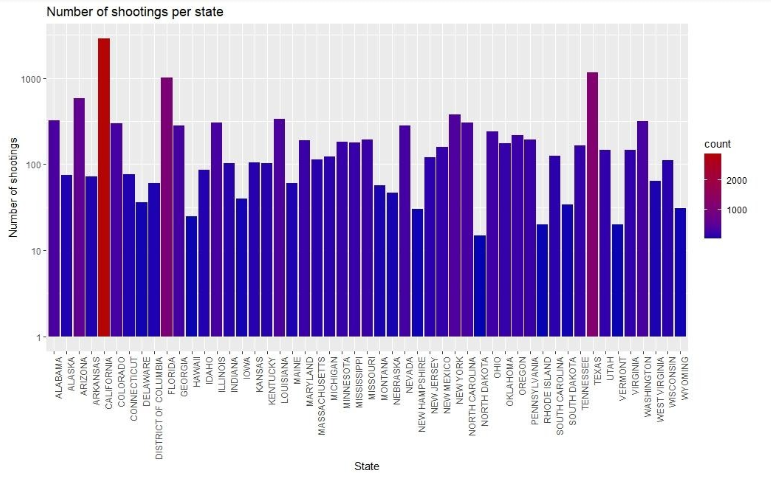 Number of shootings per state
Number of shootings
1000
100
10
1
ALABAMA
ALASKA
ARIZONA
ARKANSAS
CALIFORNIA
COLORADO
CONNECTICUT
DELAWARE
DISTRICT OF COLUMBIA
FLORIDA
GEORGIA
HAWAII
IDAHO
ILLINOIS
INDIANA
IOWA
KANSAS
KENTUCKY
LOUISIANA
MAINE
MARYLAND
MASSACHUSETTS
MICHIGAN
MINNESOTA
MISSISSIPPI
MISSOURI
MONTANA
NEBRASKA
NEVADA
NEW HAMPSHIRE
NEW JERSEY
NEW MEXICO
NEW YORK
NORTH CAROLINA
NORTH DAKOTA
OHIO
OKLAHOMA
OREGON
PENNSYLVANIA
RHODE ISLAND
SOUTH CAROLINA
SOUTH DAKOTA
TENNESSEE
TEXAS
UTAH
VERMONT
VIRGINIA
WASHINGTON
WEST VIRGINIA
WISCONSIN
WYOMING
State
count
2000
1000